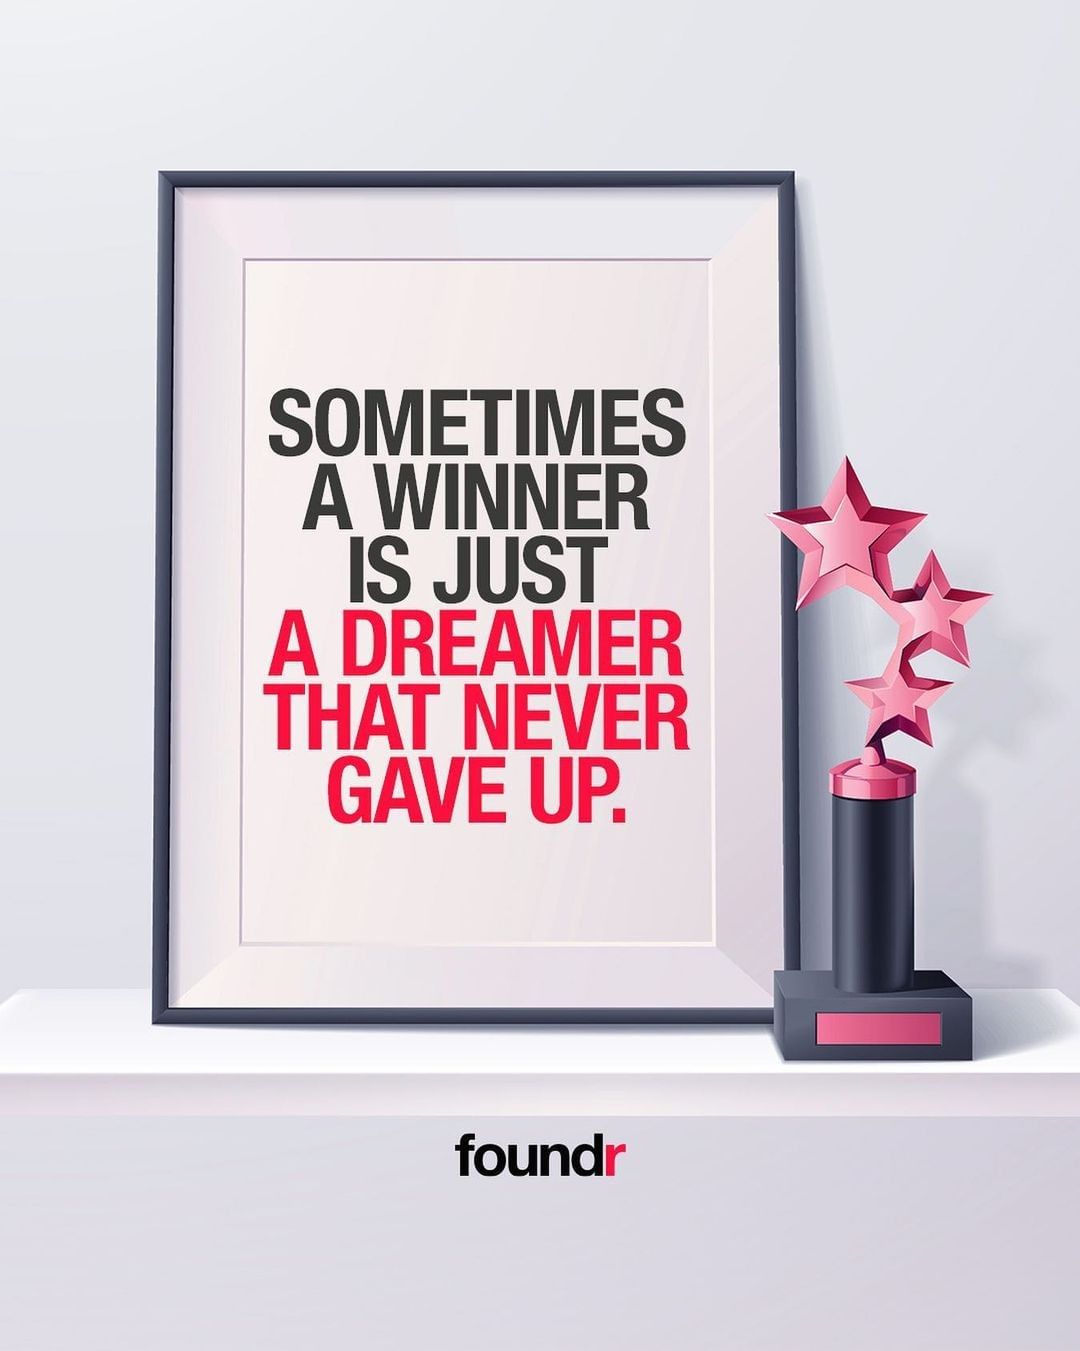 SOMETIMES
A WINNER
IS JUST
A DREAMER
THAT NEVER
GAVE UP.
foundr